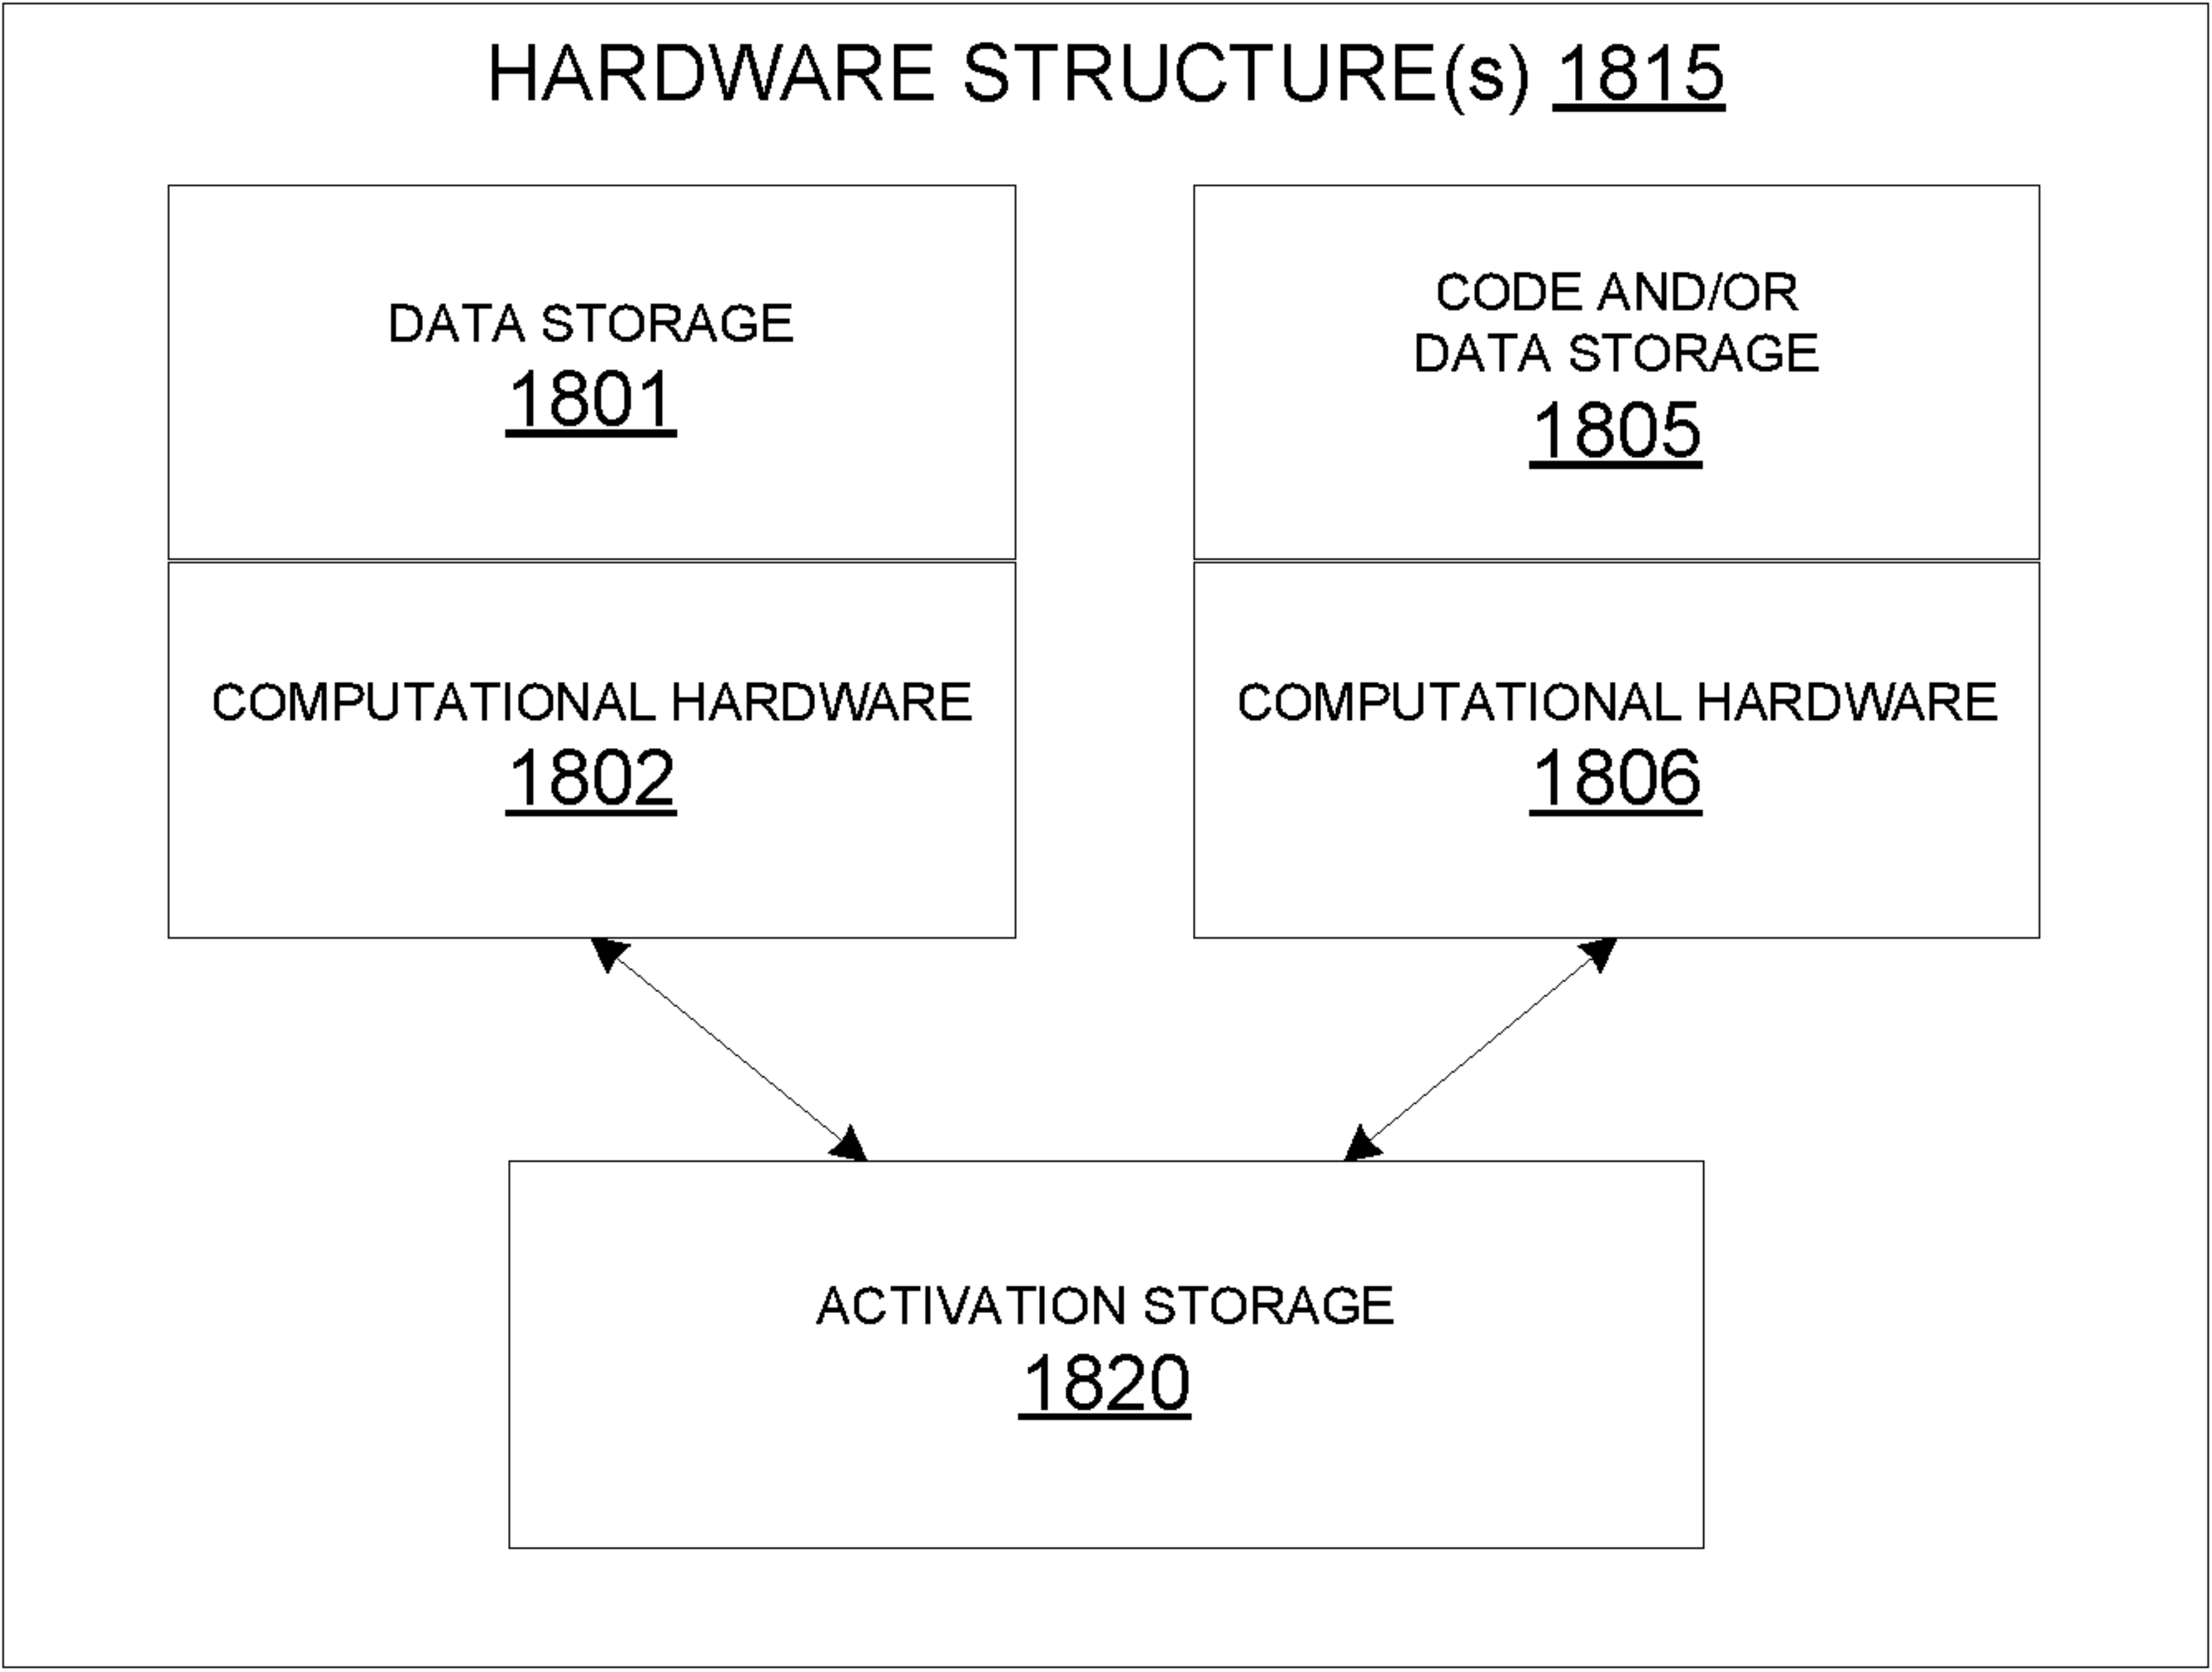 HARDWARE STRUCTURE(s) 1815
DATA STORAGE
1801
CODE AND/OR
DATA STORAGE
1805
COMPUTATIONAL HARDWARE
1802
COMPUTATIONAL HARDWARE
1806
ACTIVATION STORAGE
1820